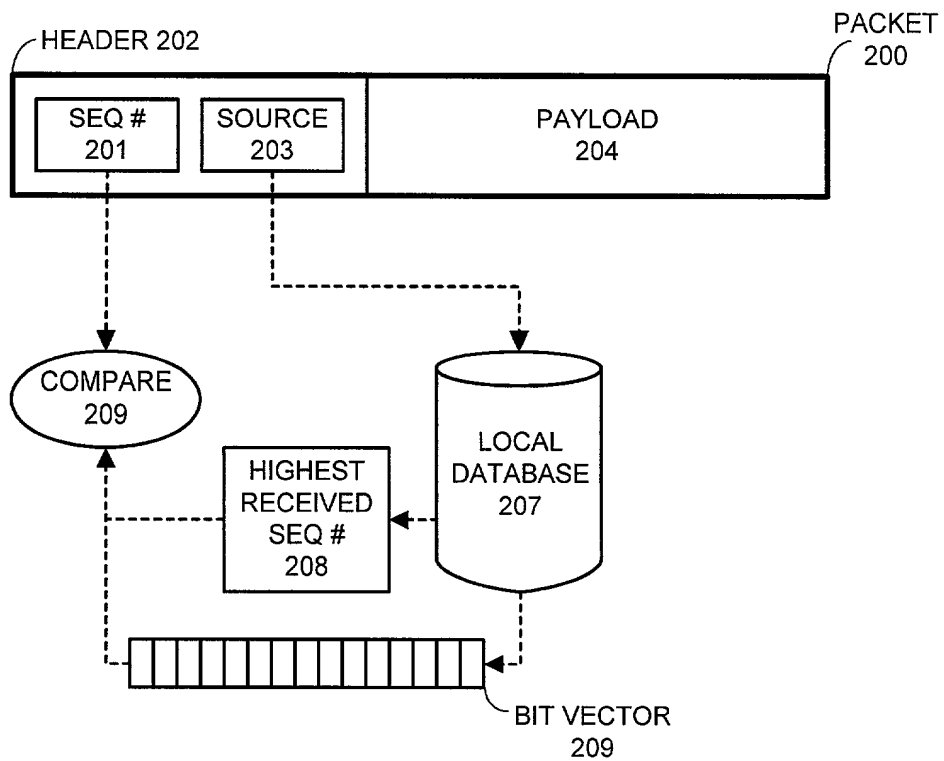 HEADER 202
PACKET
200
SEQ #
201
SOURCE
203
PAYLOAD
204
COMPARE
209
HIGHEST
RECEIVED
SEQ #
208
LOCAL
DATABASE
207
BIT VECTOR
209